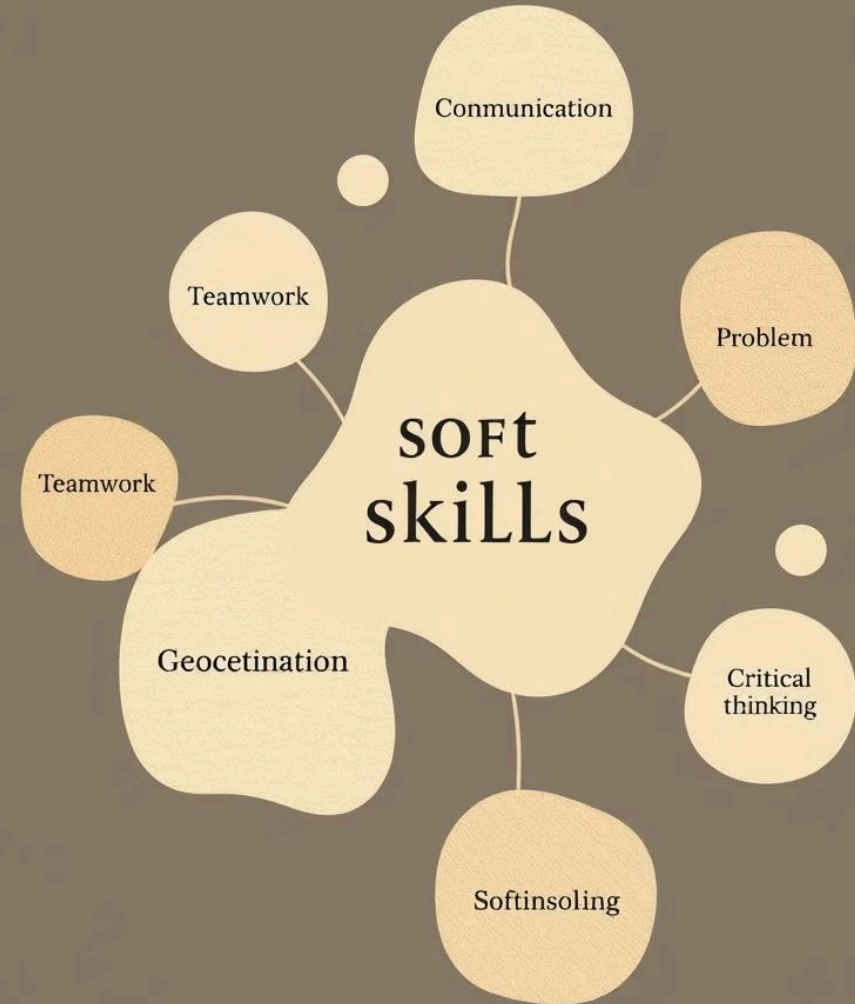 Conmunication
Teamwork
Problem
soft
skiLLs
Teamwork
Geocetination
Critical
thinking
Softinsoling